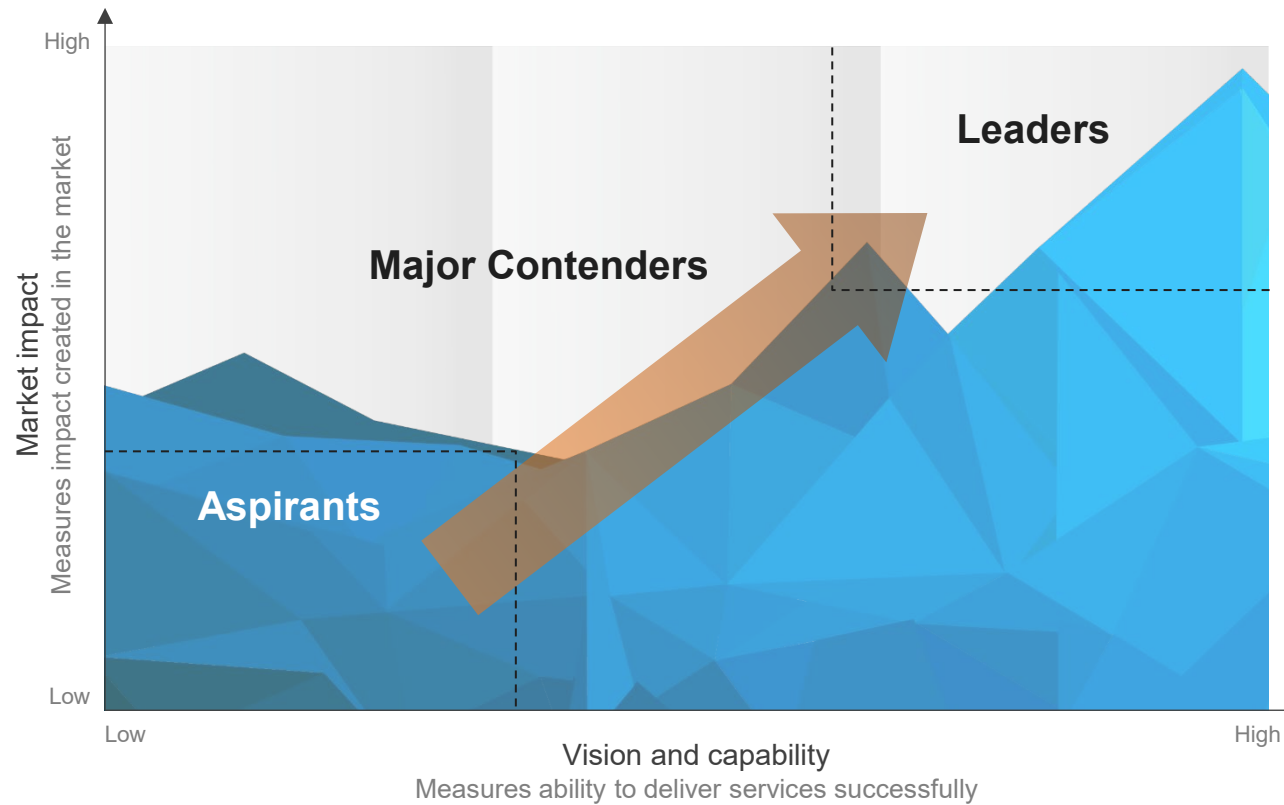 High
Leaders
Major Contenders
Market impact
Measures impact created in the market
Aspirants
Low
Low
High
Vision and capability
Measures ability to deliver services successfully